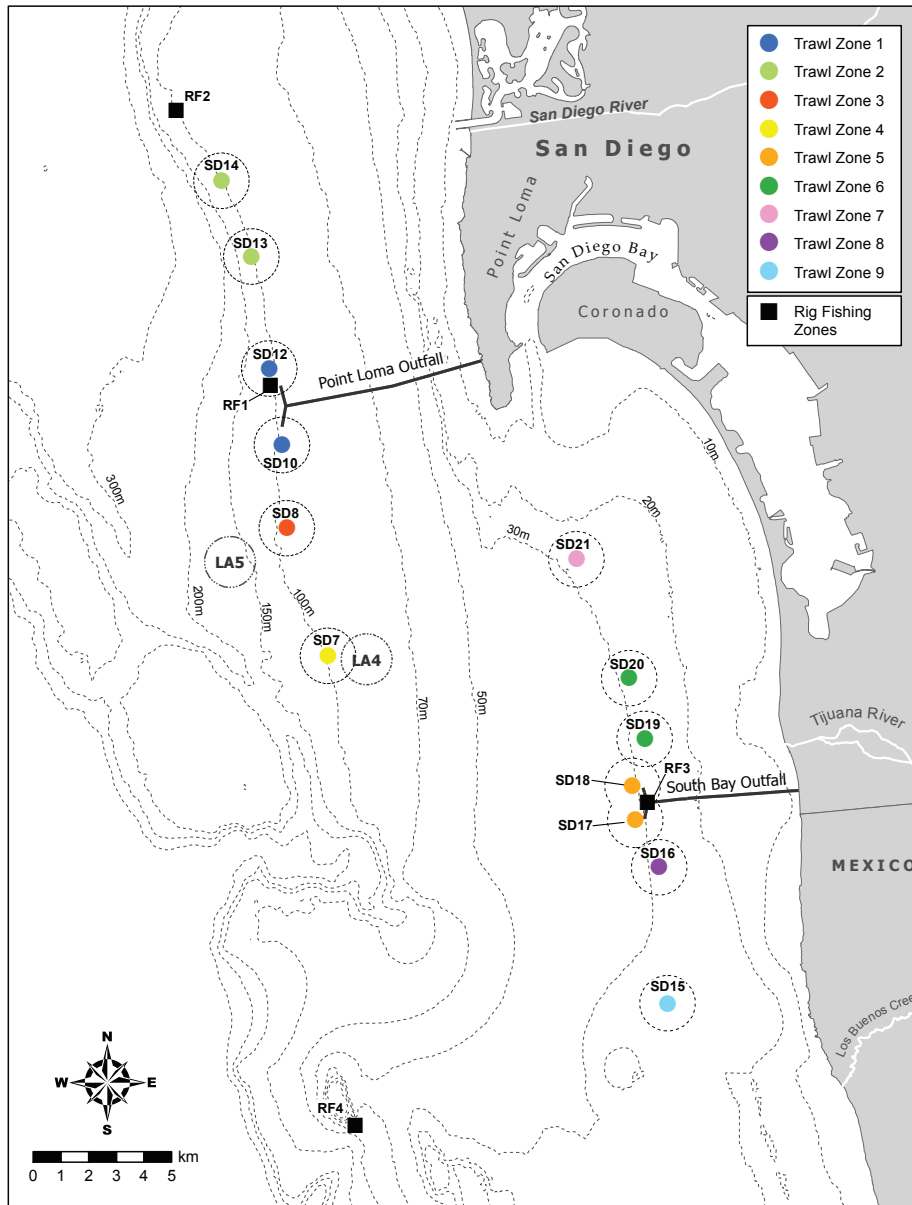 Trawl Zone 1
Trawl Zone 2
Trawl Zone 3
Trawl Zone 4
Trawl Zone 5
Trawl Zone 6
Trawl Zone 7
Trawl Zone 8
Trawl Zone 9
Rig Fishing
Zones
RF2
San Diego River
San Diego
SD14
Point Loma
SD13
San Diego Bay
Coronado
SD12
Point Loma Outfall
RF1
SD10
10m
300m
20m
SD8
30m
SD21
LA5
200m
150m
100m
SD7
LA4
SD20
70m
50m
SD19
Tijuana River
RF3
SD18
South Bay Outfall
SD17
SD16
MEXICO
SD15
Los Buenos Cree
N
W
E
S
RF4
km
0 1 2 3 4 5